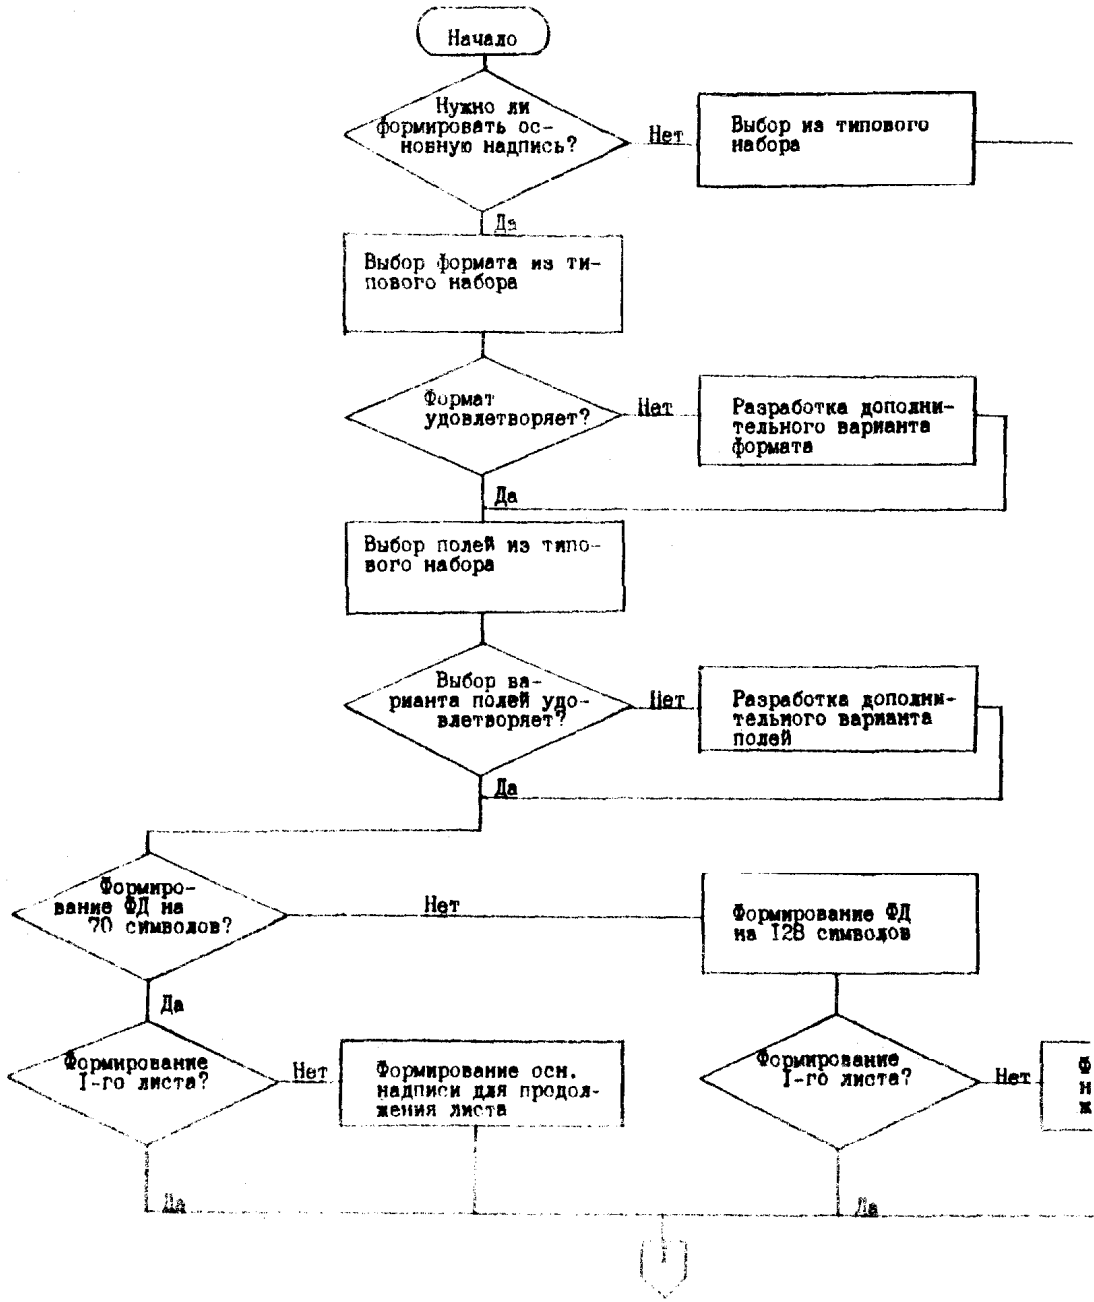 Начало
Нужно ли
формировать ос-
новную надпись?
Нет
Выбор из типового
набора
Да
Выбор формата из ти-
пового набора
Формат
удовлетворяет?
Нет
Разработка дополни-
тельного варианта
формата
Да
Выбор полей из типо-
вого набора
Выбор ва-
рианта полей удо-
влетворяет?
Нет
Разработка дополни-
тельного варианта
полей
Да
Формиро-
вание ФД на
70 символов?
Нет
Формирование ФД
на 128 символов
Да
Формирование
I-го листа?
Нет
Формирование осн.
надписи для продол-
жения листа
Формирование
I-го листа?
Нет
Ф
н
ж
Да
Да